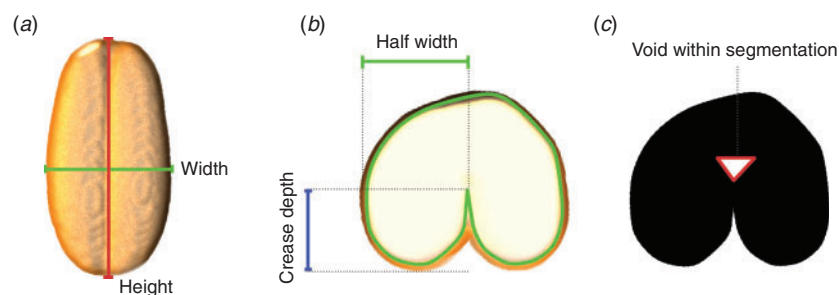 (a)
(b)
(c)
Half width
Void within segmentation
Width
Crease depth
Height